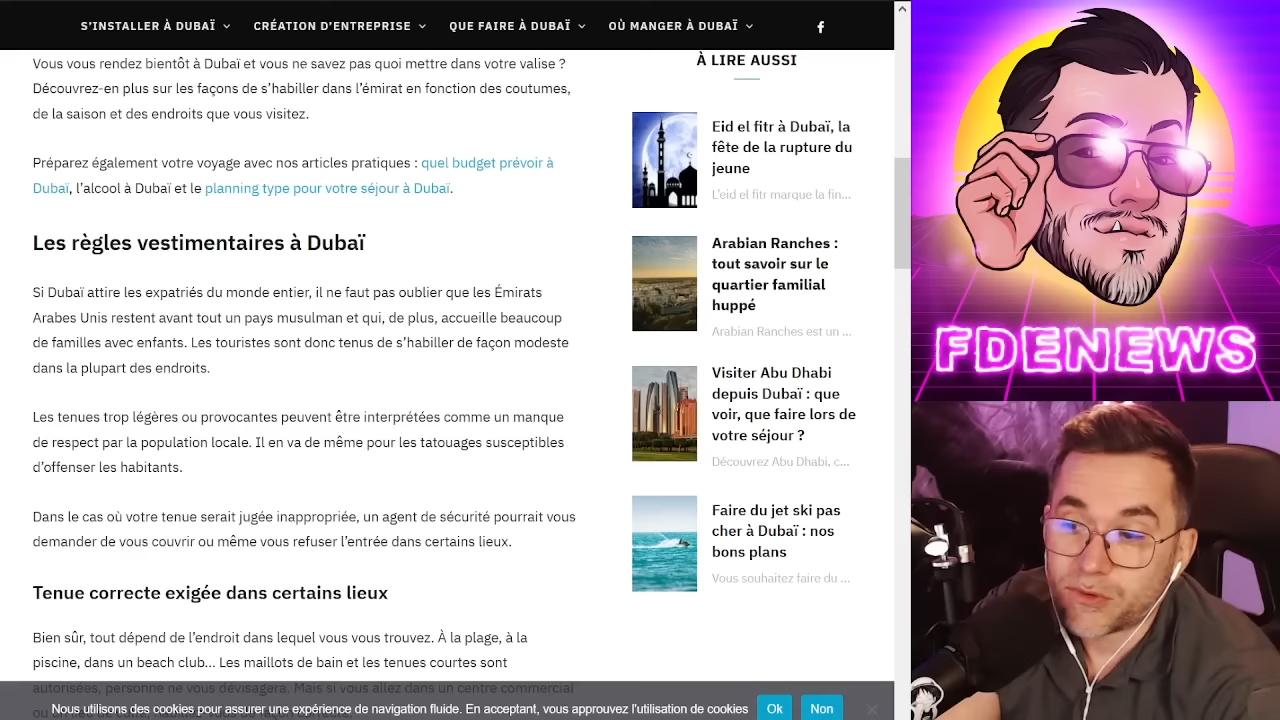 S'INSTALLER À DUBAÏ
CRÉATION D'ENTREPRISE
QUE FAIRE À DUBAÏ
OÙ MANGER À DUBAÏ
Vous vous rendez bientôt à Dubaï et vous ne savez pas quoi mettre dans votre valise ?
Découvrez-en plus sur les façons de s'habiller dans l'émirat en fonction des coutumes,
de la saison et des endroits que vous visitez.
Préparez également votre voyage avec nos articles pratiques : quel budget prévoir à
Dubaï, l'alcool à Dubaï et le planning type pour votre séjour à Dubaï.
Les règles vestimentaires à Dubaï
Si Dubaï attire les expatriés du monde entier, il ne faut pas oublier que les Émirats
Arabes Unis restent avant tout un pays musulman et qui, de plus, accueille beaucoup
de familles avec enfants. Les touristes sont donc tenus de s'habiller de façon modeste
dans la plupart des endroits.
Les tenues trop légères ou provocantes peuvent être interprétées comme un manque
de respect par la population locale. Il en va de même pour les tatouages susceptibles
d'offenser les habitants.
Dans le cas où votre tenue serait jugée inappropriée, un agent de sécurité pourrait vous
demander de vous couvrir ou même vous refuser l'entrée dans certains lieux.
Tenue correcte exigée dans certains lieux
Bien sûr, tout dépend de l'endroit dans lequel vous vous trouvez. À la plage, à la
piscine, dans un beach club... Les maillots de bain et les tenues courtes sont
autorisées, personne ne vous dévisagera. Mais si vous allez dans un centre commercial
À LIRE AUSSI
Eid el fitr à Dubaï, la
fête de la rupture du
jeune
L'eid el fitr marque la fin...
Arabian Ranches :
tout savoir sur le
quartier familial
huppé
Arabian Ranches est un ...
Visiter Abu Dhabi
depuis Dubaï : que
voir, que faire lors de
votre séjour ?
Découvrez Abu Dhabi, c...
Faire du jet ski pas
cher à Dubaï : nos
bons plans
Vous souhaitez faire du ...
Nous utilisons des cookies pour assurer une expérience de navigation fluide. En acceptant, vous approuvez l'utilisation de cookies
Ok
Non
FDENEWS